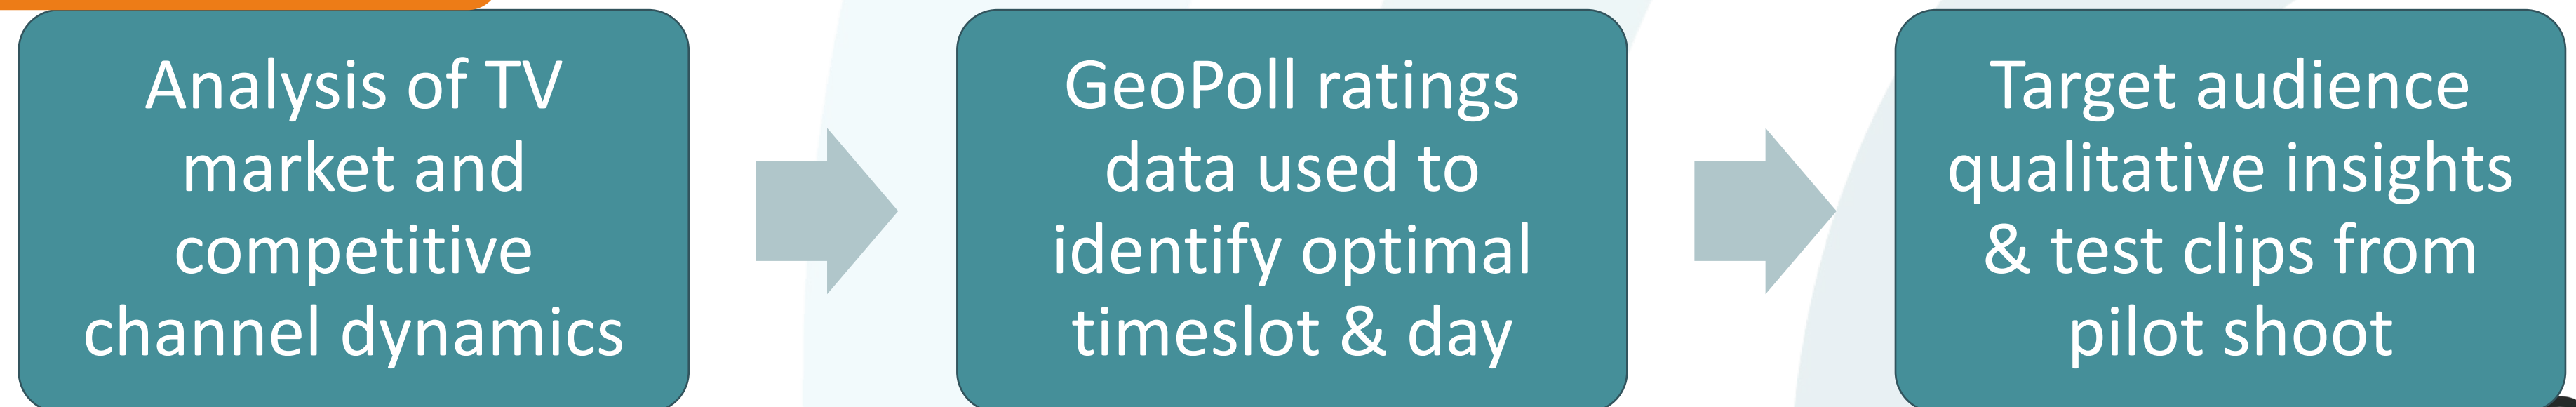 Analysis of TV
market and
competitive
channel dynamics
GeoPoll ratings
data used to
identify optimal
timeslot & day
Target audience
qualitative insights
& test clips from
pilot shoot